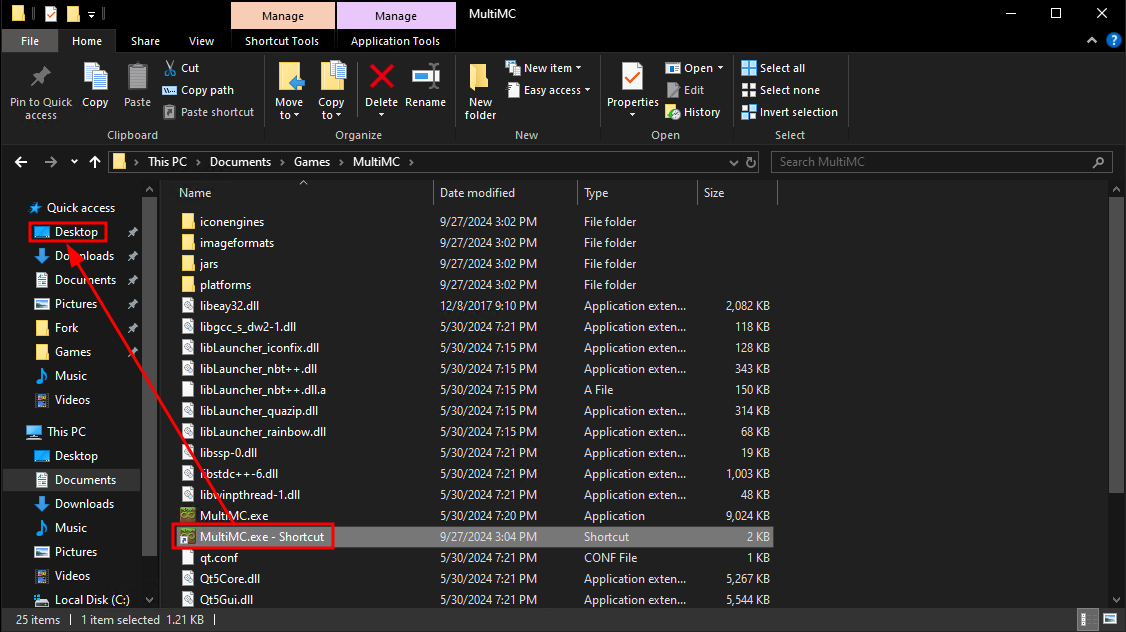 Manage Manage MultiMC
File Home Share View Shortcut Tools Application Tools
Pin to Quick access
Copy
Paste
Cut
Copy path
Paste shortcut
Clipboard
Move to
Copy to
Delete
Rename
Organize
New folder
New item
Easy access
New
Properties
Open
Edit
History
Open
Select all
Select none
Invert selection
Select
This PC Documents Games MultiMC
Search MultiMC
Quick access
Desktop
Downloads
Documents
Pictures
Fork
Games
Music
Videos
This PC
Desktop
Documents
Downloads
Music
Pictures
Videos
Local Disk (C:)
Name Date modified Type Size
iconengines 9/27/2024 3:02 PM File folder
imageformats 9/27/2024 3:02 PM File folder
jars 9/27/2024 3:02 PM File folder
platforms 9/27/2024 3:02 PM File folder
libeay32.dll 12/8/2017 9:10 PM Application exten... 2,082 KB
libgcc_s_dw2-1.dll 5/30/2024 7:21 PM Application exten... 118 KB
libLauncher_iconfix.dll 5/30/2024 7:15 PM Application exten... 128 KB
libLauncher_nbt++.dll 5/30/2024 7:15 PM Application exten... 343 KB
libLauncher_nbt++.dll.a 5/30/2024 7:15 PM A File 150 KB
libLauncher_quazip.dll 5/30/2024 7:15 PM Application exten... 314 KB
libLauncher_rainbow.dll 5/30/2024 7:15 PM Application exten... 68 KB
libssp-0.dll 5/30/2024 7:21 PM Application exten... 19 KB
libstdc++-6.dll 5/30/2024 7:21 PM Application exten... 1,003 KB
libwinpthread-1.dll 5/30/2024 7:21 PM Application exten... 48 KB
MultiMC.exe 5/30/2024 7:20 PM Application 9,024 KB
MultiMC.exe - Shortcut 9/27/2024 3:04 PM Shortcut 2 KB
qt.conf 5/30/2024 7:21 PM CONF File 1 KB
Qt5Core.dll 5/30/2024 7:21 PM Application exten... 5,267 KB
Qt5Gui.dll 5/30/2024 7:21 PM Application exten... 5,544 KB
25 items 1 item selected 1.21 KB